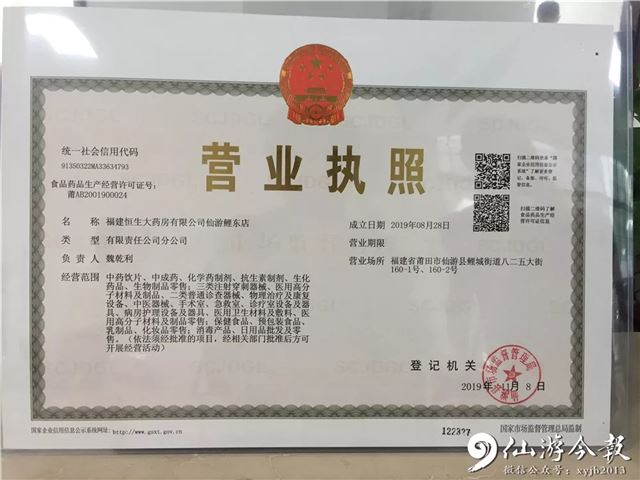 统一社会信用代码
91350322MA33634793
食品药品生产经营许可证号:
莆AB2001900024
营业执照
扫描二维码登录"国
家企业信用信息公示
系统"了解更多登
记、备案、许可、监
管信息
扫描二维码了解
食品药品生产经
营许可证信息
名称 福建恒生大药房有限公司仙游鲤东店
类型 有限责任公司分公司
负责人 魏乾利
经营范围 中药饮片、中成药、化学药制剂、抗生素制剂、生化
药品、生物制品零售;三类注射穿刺器械、医用高分
子材料及制品、二类普通诊查器械、物理治疗及康复
设备、中医器械、手术室、急救室、诊疗室设备及器
具、病房护理设备及器具、医用卫生材料及敷料、医
用高分子材料及制品零售;保健食品、预包装食品、
乳制品、化妆品零售;消毒产品、日用品批发及零
售。(依法须经批准的项目,经相关部门批准后方可
开展经营活动)
成立日期 2019年08月28日
营业期限
营业场所 福建省莆田市仙游县鲤城街道八二五大街
160-1号、160-2号
登记机关
2019年11月8日
国家企业信用信息公示系统网址:http://www.gsxt.gov.cn
122327
国家市场监督管理总局监制
仙游今报
微信公众号:xyjb2013